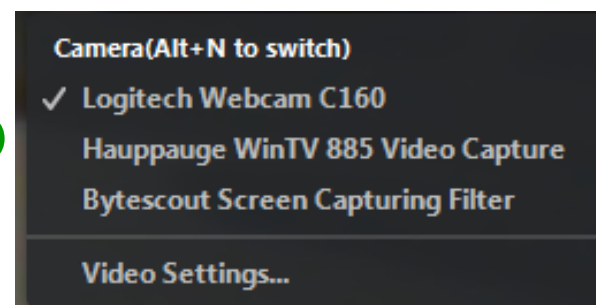 Camera(Alt+N to switch)
✓ Logitech Webcam C160
Hauppauge WinTV 885 Video Capture
Bytescout Screen Capturing Filter
Video Settings...